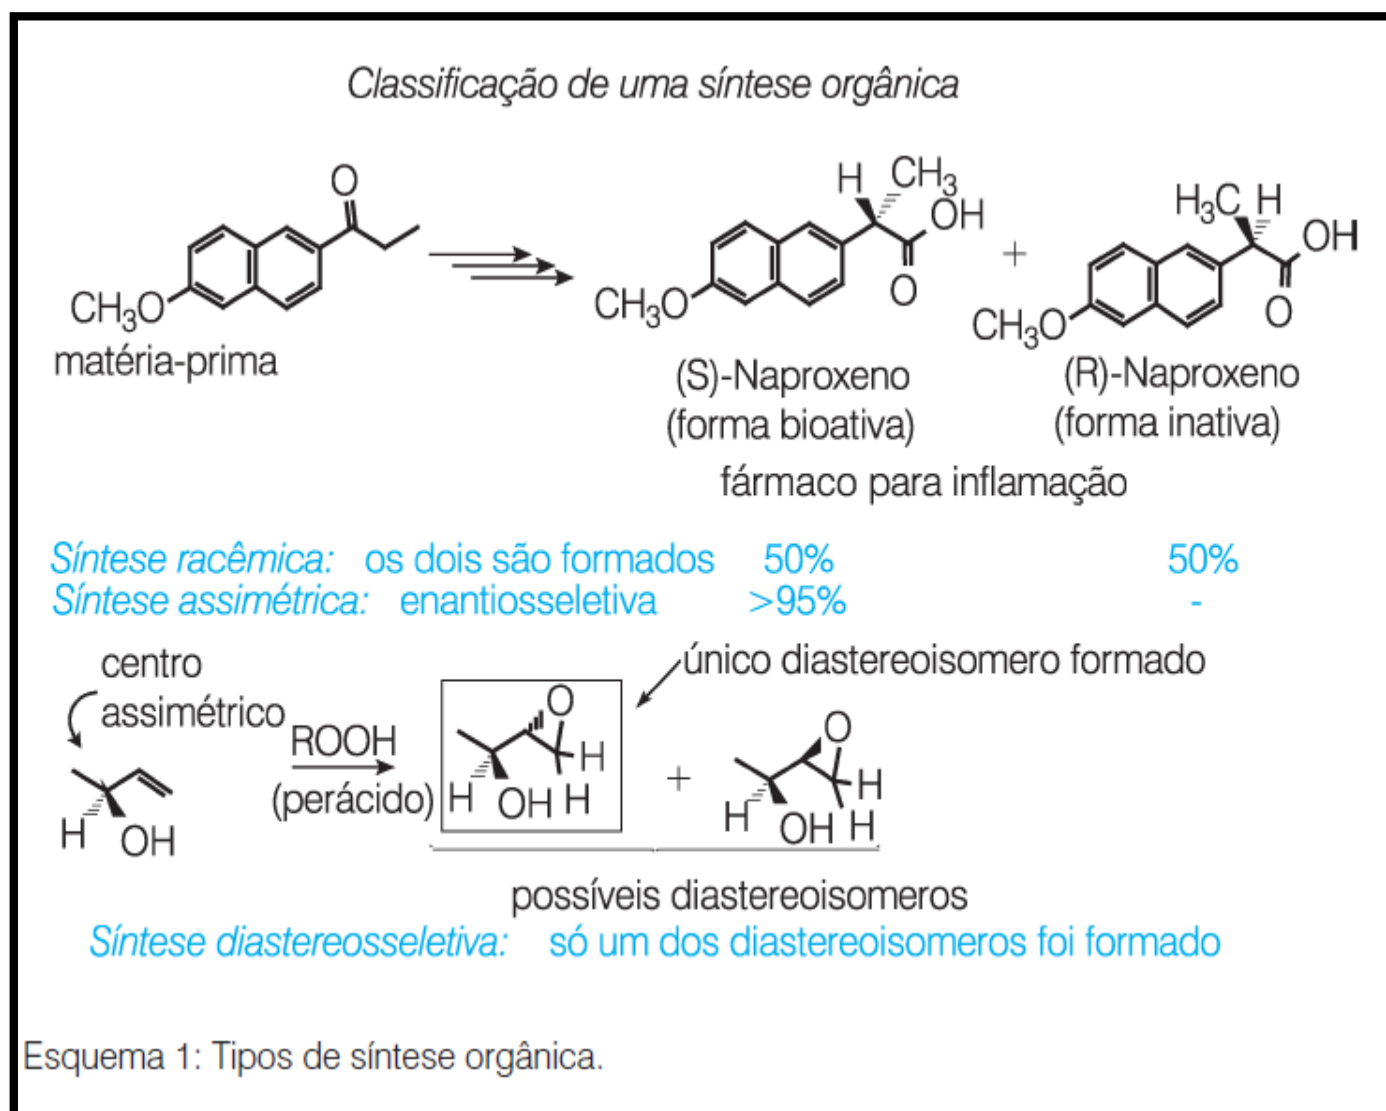 Classificação de uma síntese orgânica
O
CH₃O
matéria-prima
H CH₃
OH
O
CH₃O
(S)-Naproxeno
(forma bioativa)
+
H₃C H
OH
O
CH₃O
(R)-Naproxeno
(forma inativa)
fármaco para inflamação
Síntese racêmica: os dois são formados 50% 50%
Síntese assimétrica: enantiosseletiva >95% -
centro
assimétrico
H OH
ROOH
(perácido)
único diastereoisomero formado
O
H
H OH H
+
O
H
H OH H
possíveis diastereoisomeros
Síntese diastereosseletiva: só um dos diastereoisomeros foi formado
Esquema 1: Tipos de síntese orgânica.